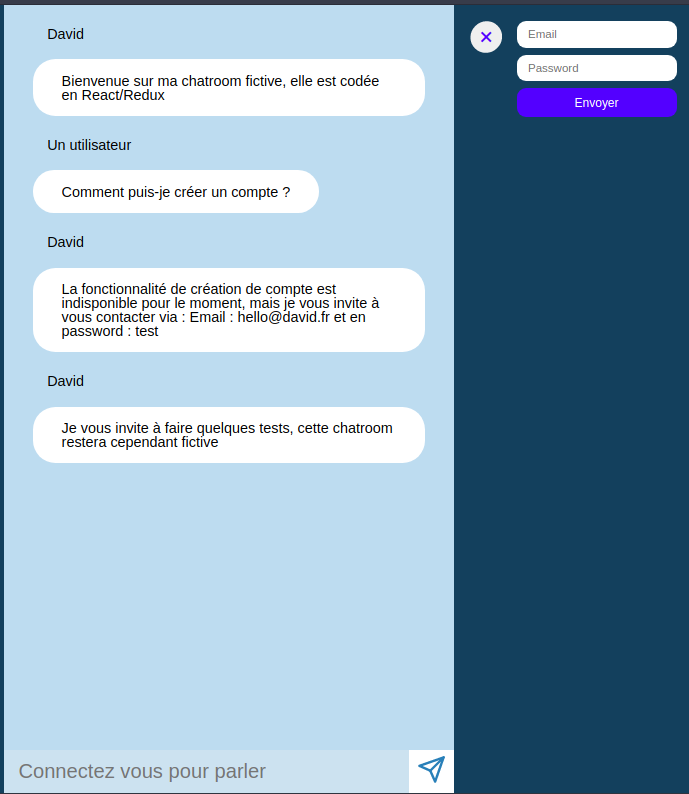 David
Bienvenue sur ma chatroom fictive, elle est codée
en React/Redux
Un utilisateur
Comment puis-je créer un compte ?
David
La fonctionnalité de création de compte est
indisponible pour le moment, mais je vous invite à
vous contacter via : Email : hello@david.fr et en
password : test
David
Je vous invite à faire quelques tests, cette chatroom
restera cependant fictive
Connectez vous pour parler
Email
Password
Envoyer